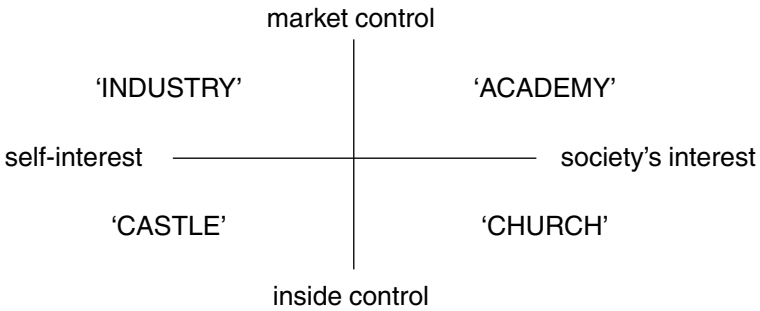 market control
‘INDUSTRY’ ‘ACADEMY’
self-interest society’s interest
‘CASTLE’ ‘CHURCH’
inside control